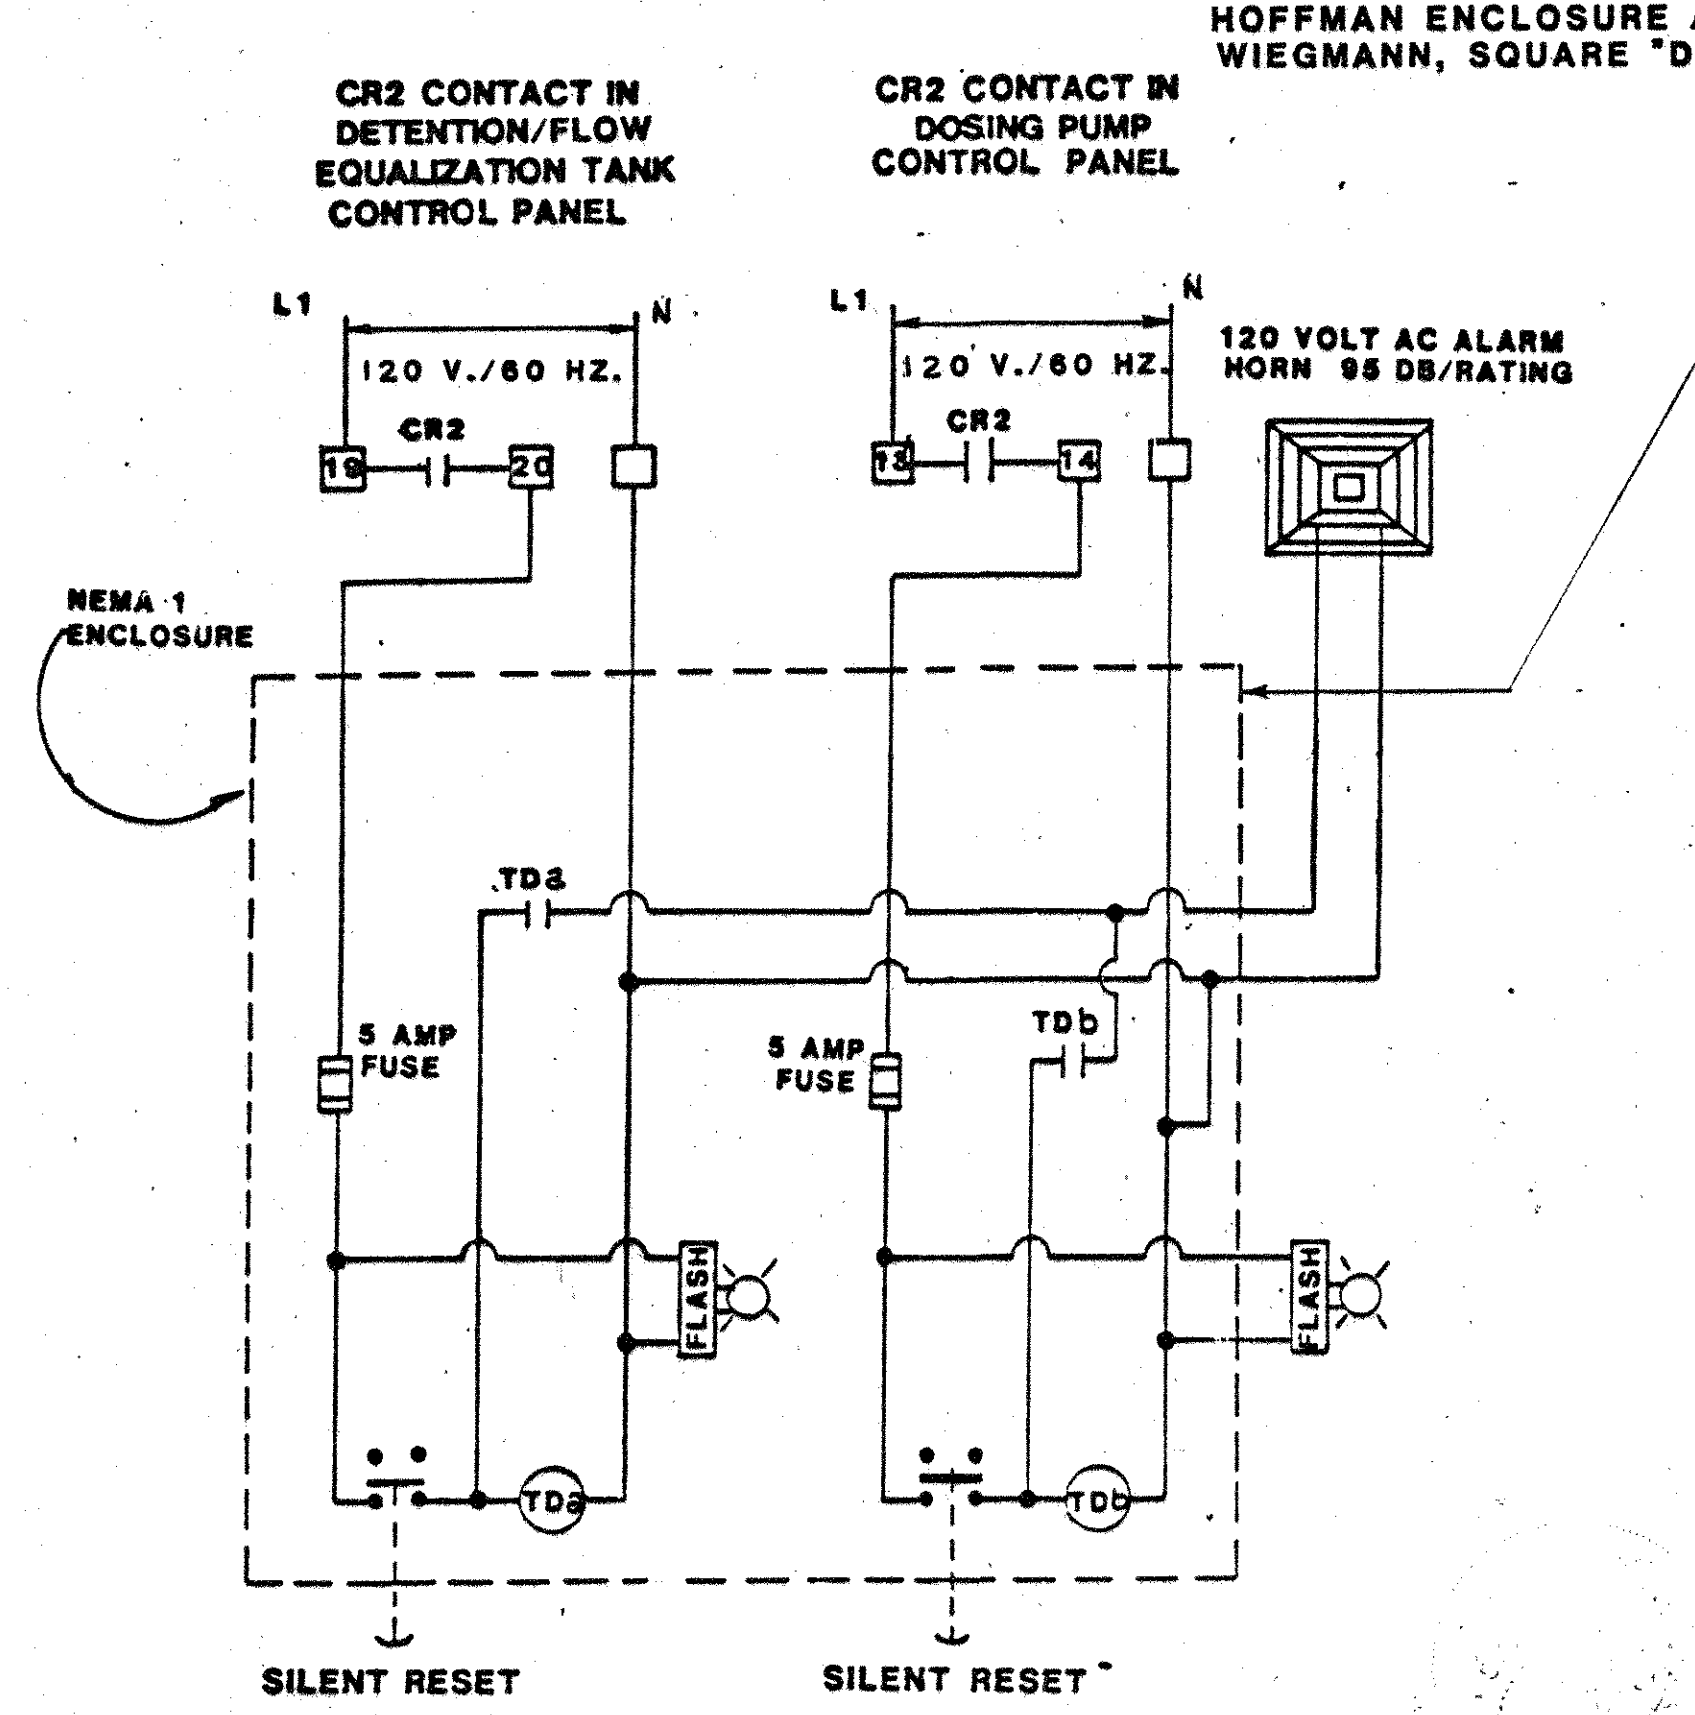 HOFFMAN ENCLOSURE
WIEGMANN, SQUARE "D
CR2 CONTACT IN
DETENTION/FLOW
EQUALIZATION TANK
CONTROL PANEL
CR2 CONTACT IN
DOSING PUMP
CONTROL PANEL
L1
N
120 V./60 HZ.
CR2
19
20
L1
N
120 V./60 HZ.
CR2
13
14
120 VOLT AC ALARM
HORN 95 DB/RATING
NEMA 1
ENCLOSURE
TDa
5 AMP
FUSE
5 AMP
FUSE
TDb
FLASH
FLASH
TDa
TDb
SILENT RESET
SILENT RESET